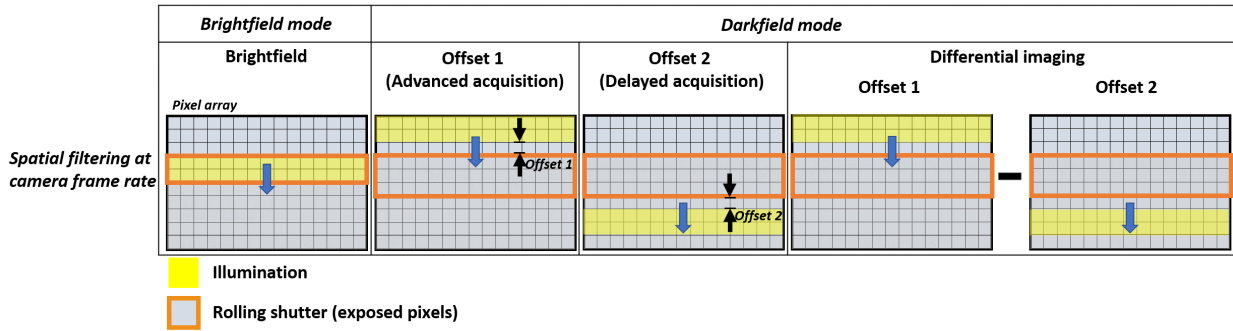 Brightfield mode
Darkfield mode
Brightfield
Offset 1
(Advanced acquisition)
Offset 2
(Delayed acquisition)
Differential imaging
Offset 1
Offset 2
Pixel array
Spatial filtering at
camera frame rate
Offset 1
Offset 2
Illumination
Rolling shutter (exposed pixels)